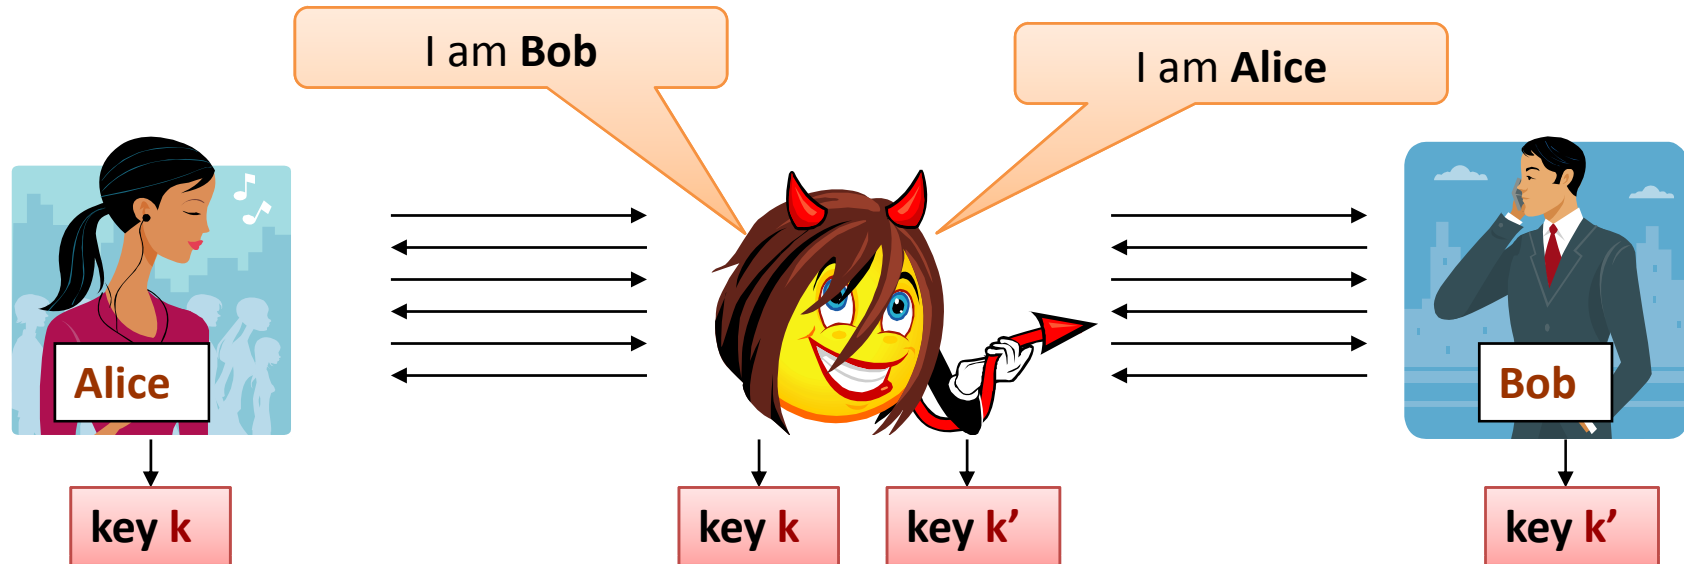 I am Bob
I am Alice
Alice
Bob
key k
key k
key k’
key k’